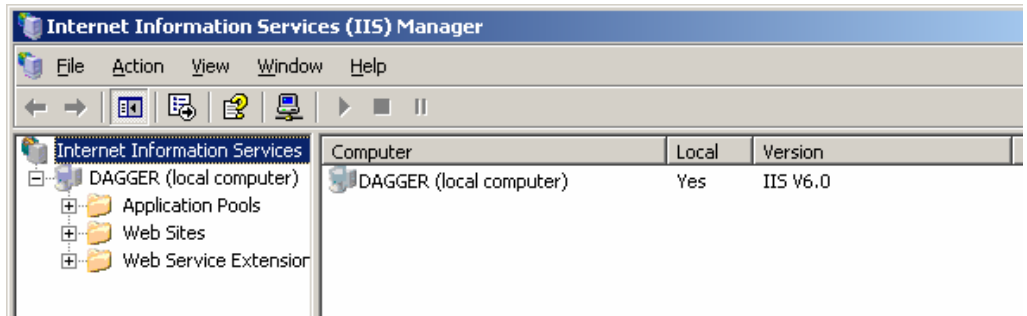 Internet Information Services (IIS) Manager
File Action View Window Help
Internet Information Services Computer Local Version
DAGGER (local computer) DAGGER (local computer) Yes IIS V6.0
Application Pools
Web Sites
Web Service Extension